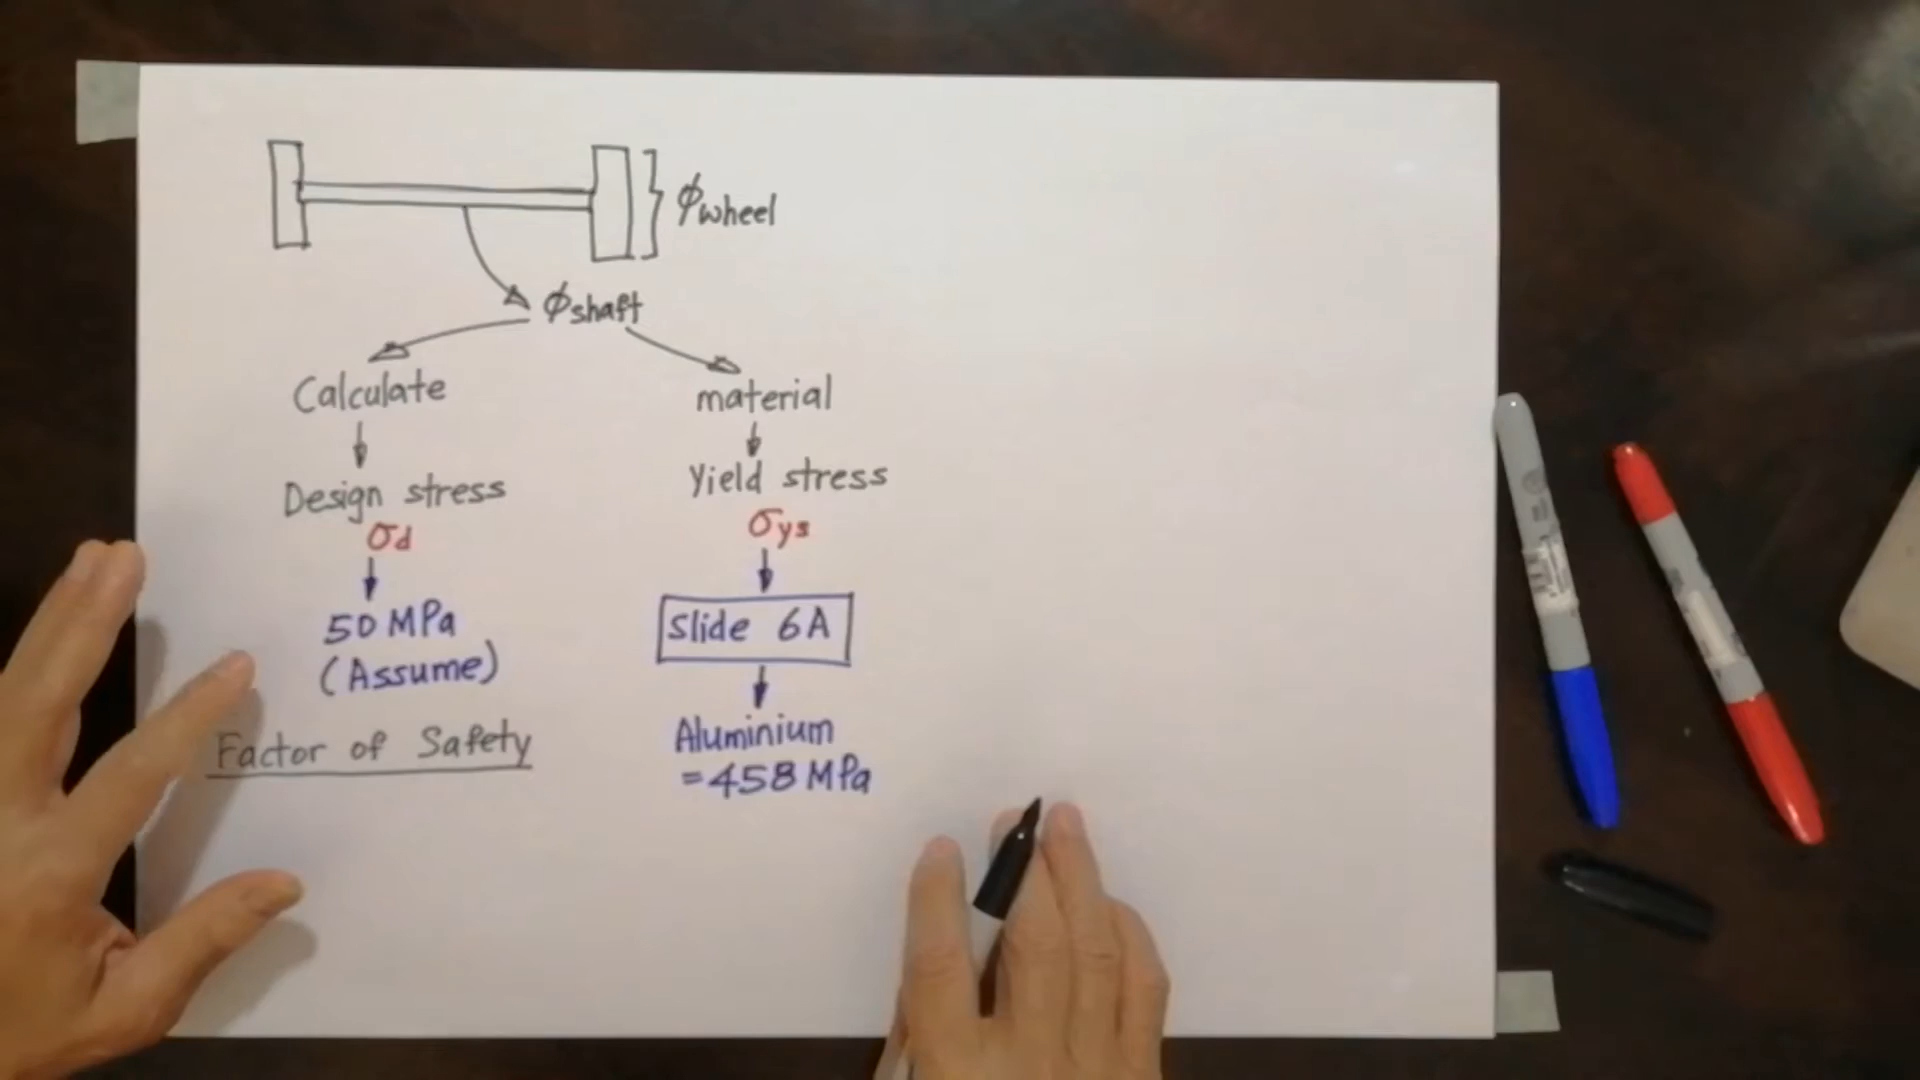 ϕwheel
ϕshaft
Calculate
material
Design stress
Yield stress
σd
σys
50 MPa
(Assume)
Slide 6A
Factor of Safety
Aluminium
=458 MPa